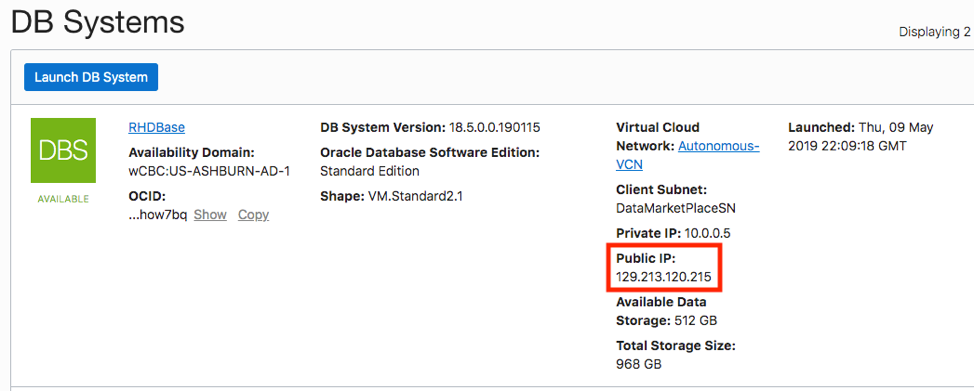 DB Systems
Displaying 2
Launch DB System
DBS
AVAILABLE
RHDBase
Availability Domain:
wCBC:US-ASHBURN-AD-1
OCID:
...how7bq Show Copy
DB System Version: 18.5.0.0.190115
Oracle Database Software Edition:
Standard Edition
Shape: VM.Standard2.1
Virtual Cloud
Network: Autonomous-
VCN
Client Subnet:
DataMarketPlaceSN
Private IP: 10.0.0.5
Public IP:
129.213.120.215
Available Data
Storage: 512 GB
Total Storage Size:
968 GB
Launched: Thu, 09 May
2019 22:09:18 GMT